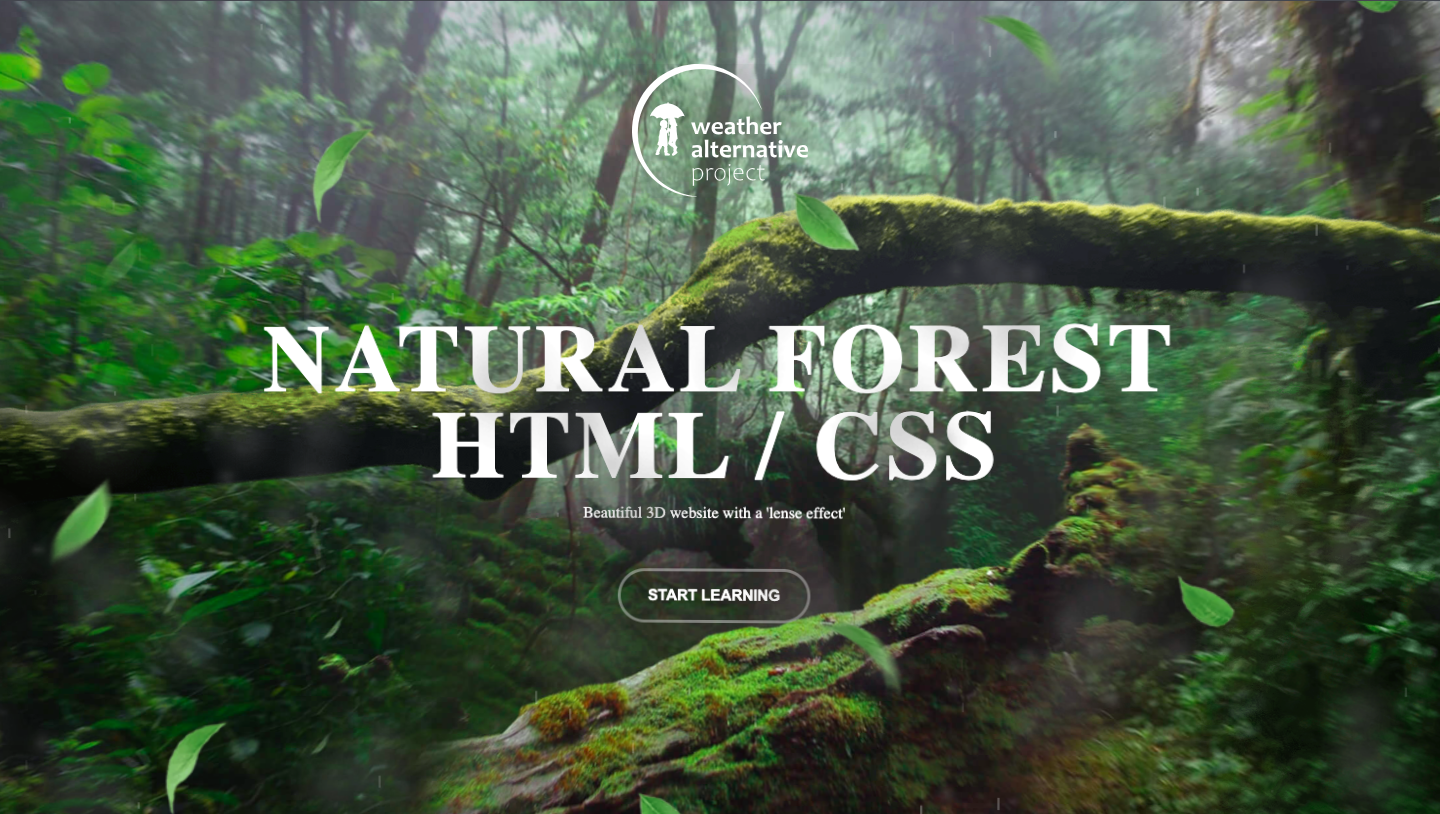 weather
alternative
project
NATURAL FOREST
HTML / CSS
Beautiful 3D website with a 'lense effect'
START LEARNING